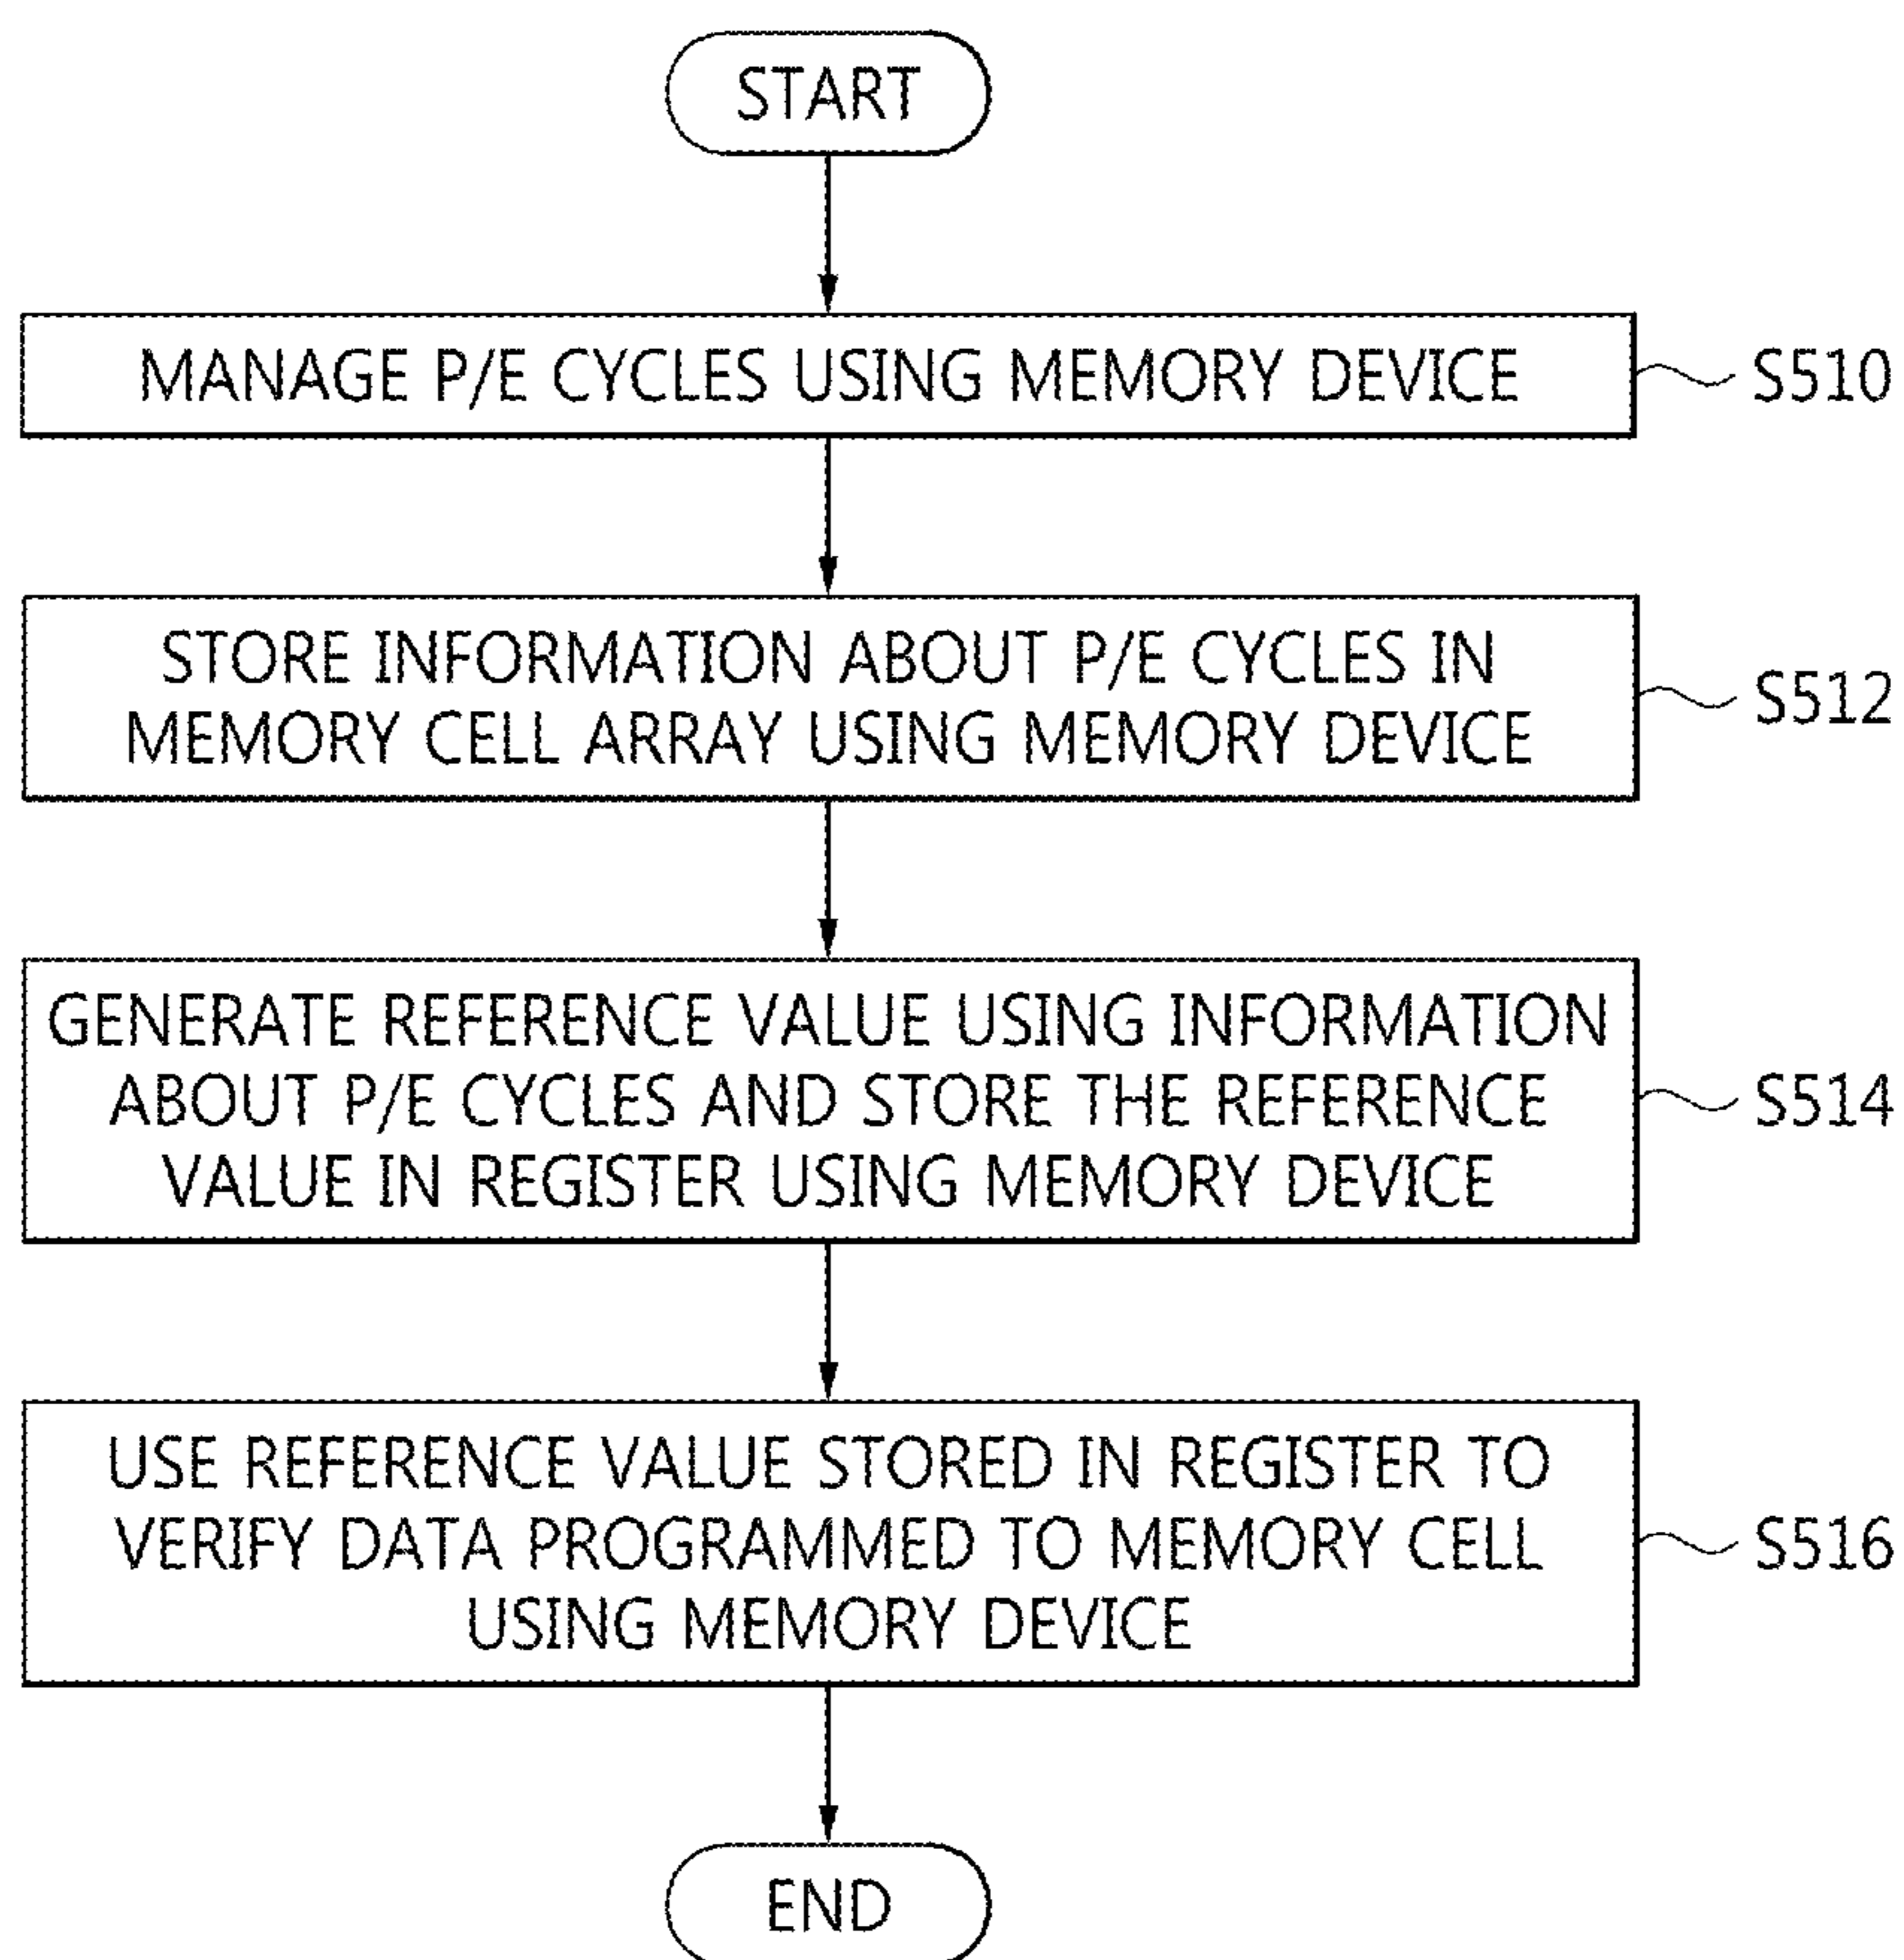 START
MANAGE P/E CYCLES USING MEMORY DEVICE
S510
STORE INFORMATION ABOUT P/E CYCLES IN
MEMORY CELL ARRAY USING MEMORY DEVICE
S512
GENERATE REFERENCE VALUE USING INFORMATION
ABOUT P/E CYCLES AND STORE THE REFERENCE
VALUE IN REGISTER USING MEMORY DEVICE
S514
USE REFERENCE VALUE STORED IN REGISTER TO
VERIFY DATA PROGRAMMED TO MEMORY CELL
USING MEMORY DEVICE
S516
END